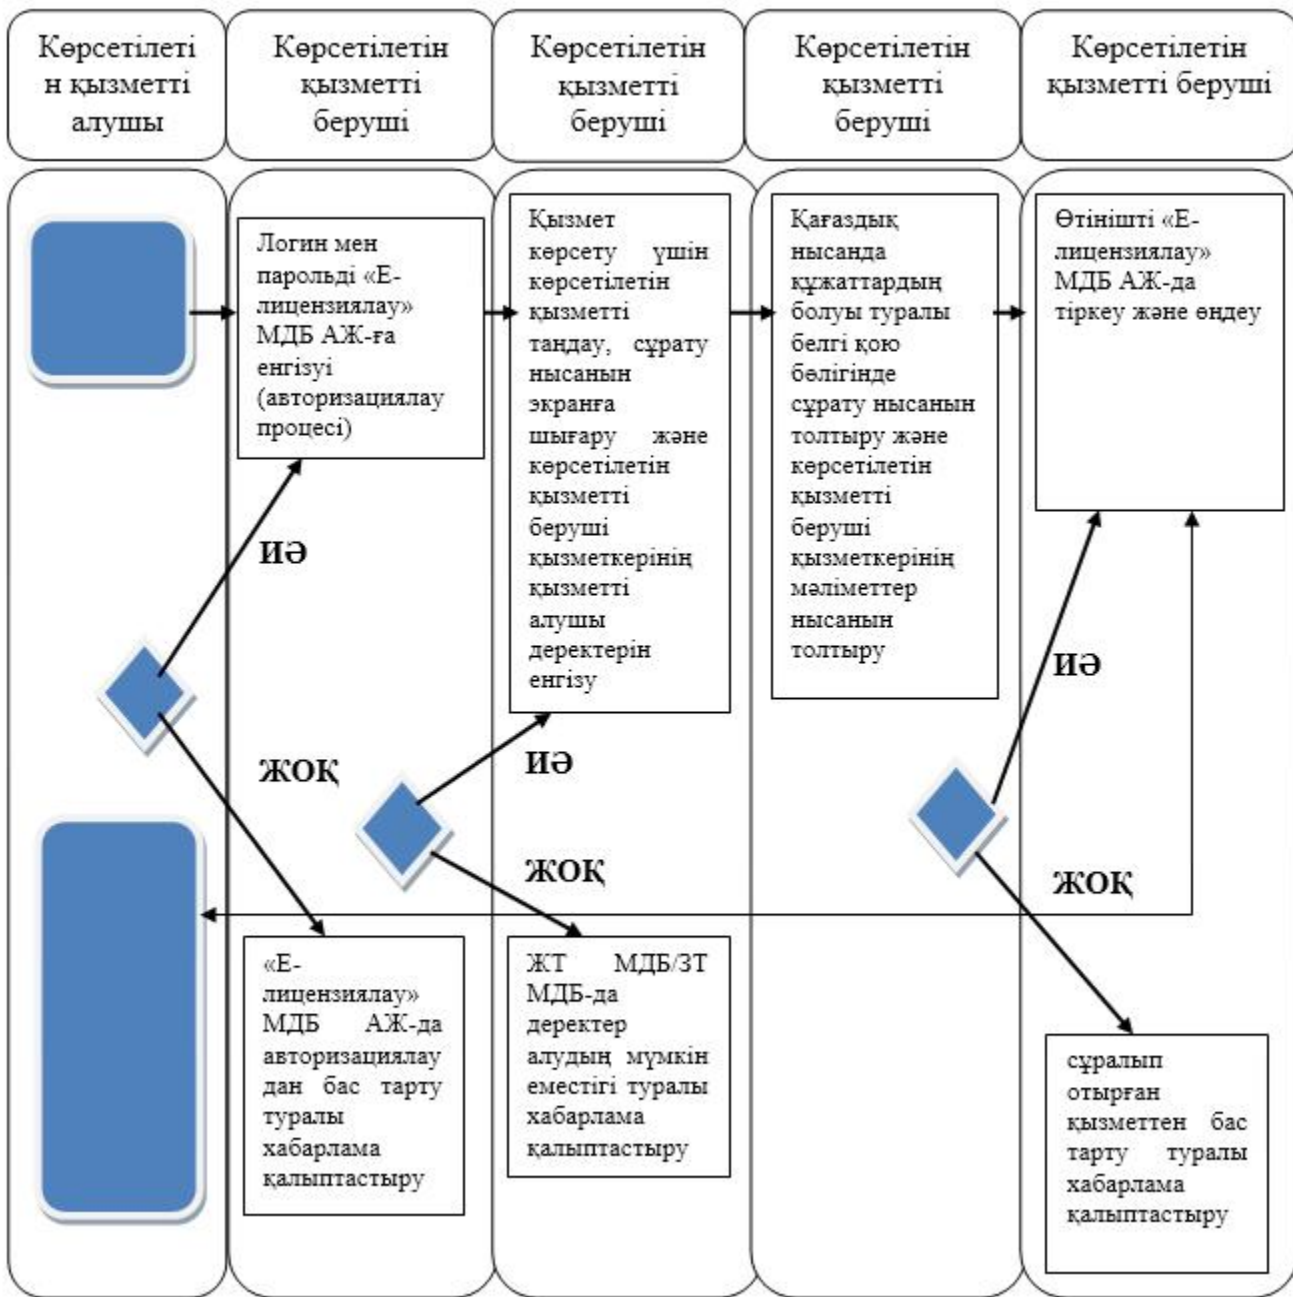 Көрсетілеті
н қызметті
алушы
Көрсетілетін
қызметті
беруші
Көрсетілетін
қызметті
беруші
Көрсетілетін
қызметті
беруші
Көрсетілетін
қызметті беруші
Логин мен
парольді «Е-
лицензиялау»
МДБ АЖ-ға
енгізуі
(авторизациялау
процесі)
Қызмет
көрсету үшін
көрсетілетін
қызметті
таңдау, сұрату
нысанын
экранға
шығару және
көрсетілетін
қызметті
беруші
қызметкерінің
қызметті
алушы
деректерін
енгізу
Қағаздық
нысанда
құжаттардың
болуы туралы
белгі қою
бөлігінде
сұрату нысанын
толтыру және
көрсетілетін
қызметті
беруші
қызметкерінің
мәліметтер
нысанын
толтыру
Өтінішті «Е-
лицензиялау»
МДБ АЖ-да
тіркеу және өңдеу
ИӘ
ЖОҚ
ИӘ
ЖОҚ
ИӘ
ЖОҚ
«Е-
лицензиялау»
МДБ АЖ-да
авторизациялау
дан бас тарту
туралы
хабарлама
қалыптастыру
ЖТ МДБ/ЗТ
МДБ-да
деректер
алудың мүмкін
еместігі туралы
хабарлама
қалыптастыру
сұралып
отырған
қызметтен бас
тарту туралы
хабарлама
қалыптастыру